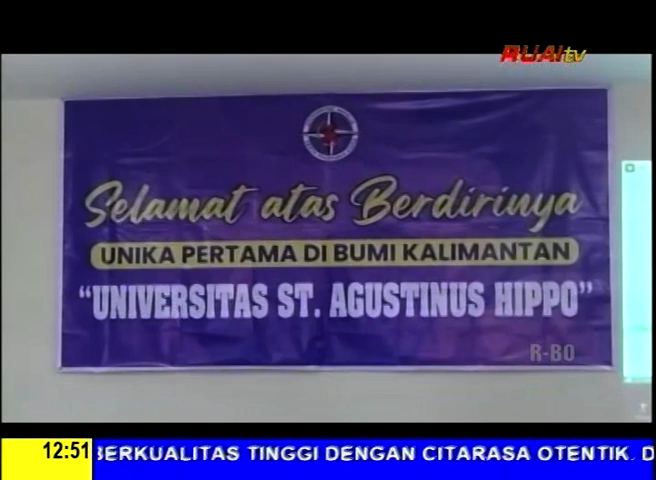 RUAI tv
Selamat atas Berdirinya
UNIKA PERTAMA DI BUMI KALIMANTAN
"UNIVERSITAS ST. AGUSTINUS HIPPO"
R-BO
12:51
BERKUALITAS TINGGI DENGAN CITARASA OTENTIK. D